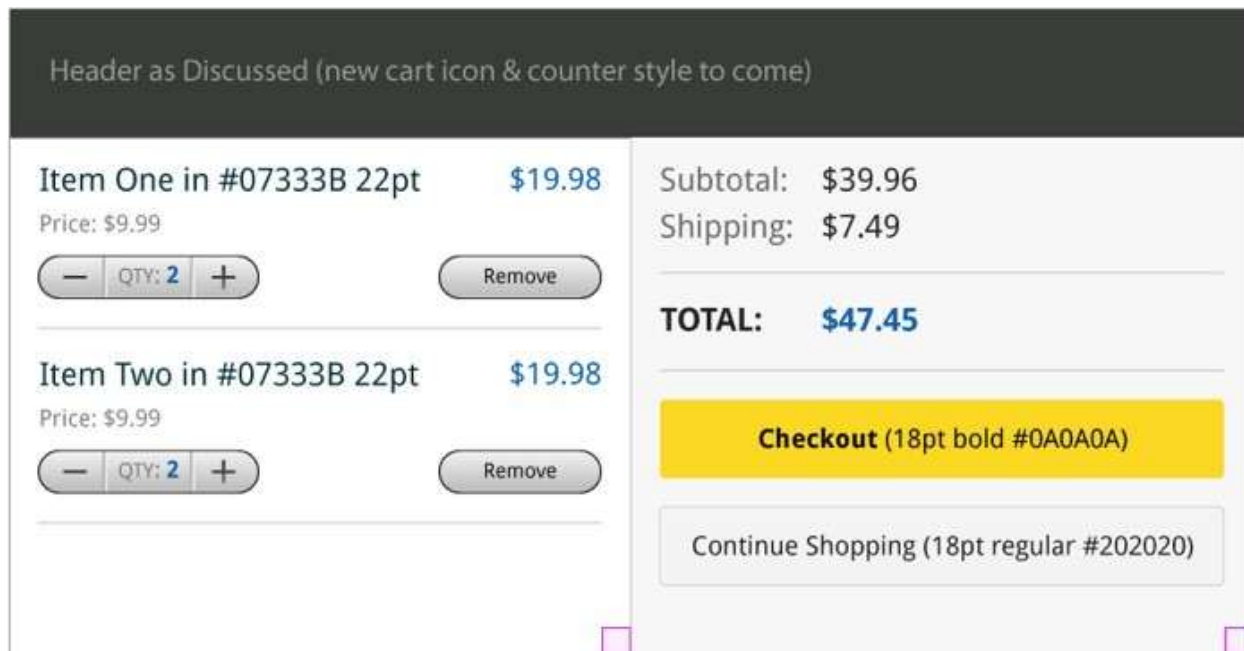 Header as Discussed (new cart icon & counter style to come)
Item One in #07333B 22pt $19.98
Price: $9.99
— QTY: 2 + Remove
Item Two in #07333B 22pt $19.98
Price: $9.99
— QTY: 2 + Remove
Subtotal: $39.96
Shipping: $7.49
TOTAL: $47.45
Checkout (18pt bold #0A0A0A)
Continue Shopping (18pt regular #202020)